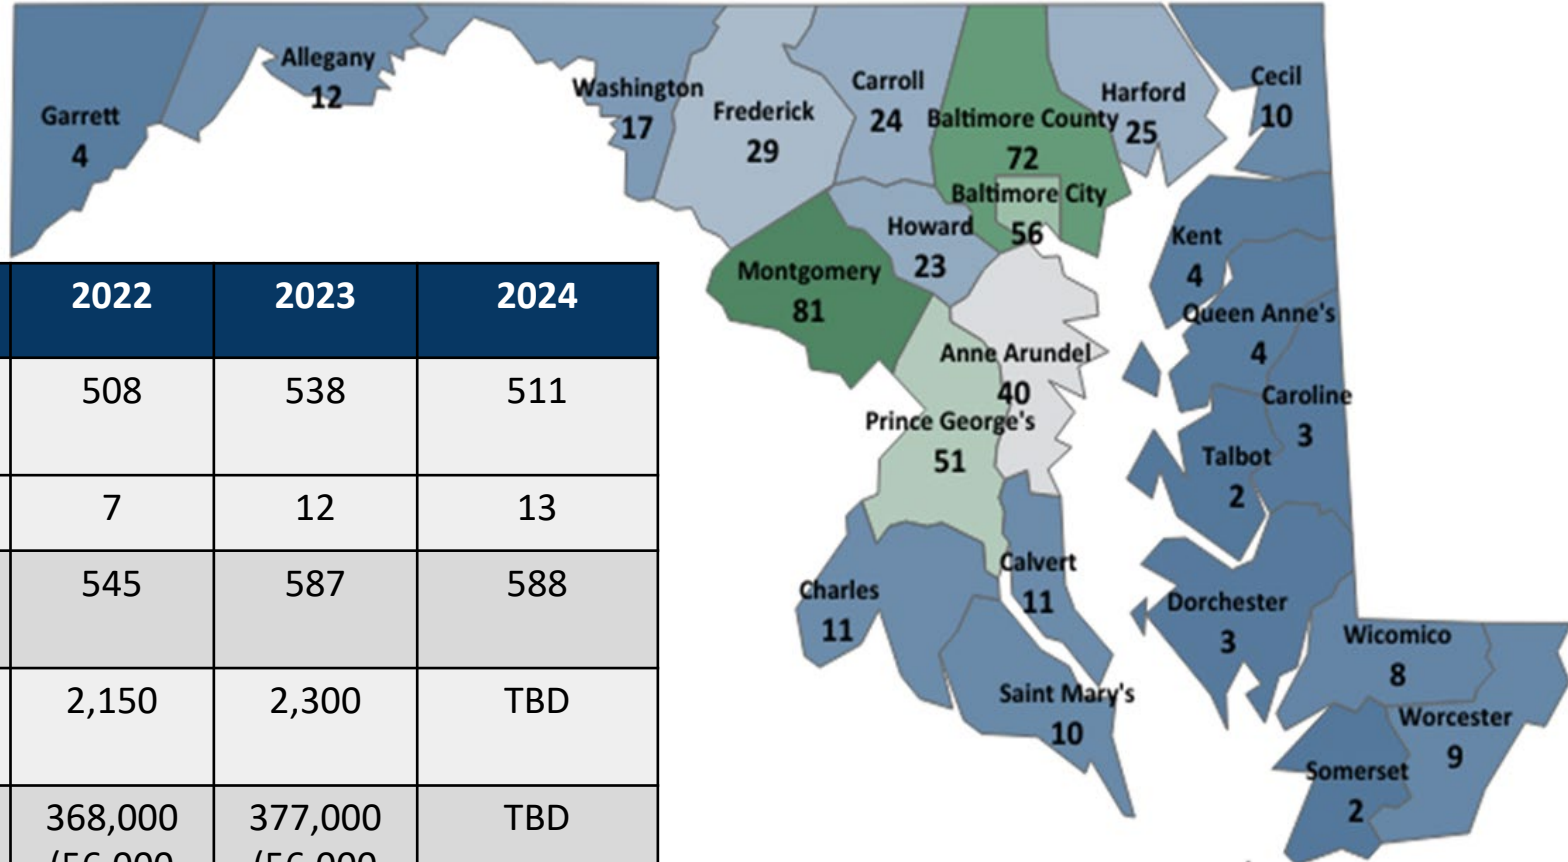 Garrett
4
Allegany
12
Washington
17
Frederick
29
Carroll
24
Baltimore County
72
Baltimore City
56
Harford
25
Cecil
10
Howard
23
Montgomery
81
Kent
4
Queen Anne's
4
Anne Arundel
40
Caroline
3
Prince George's
51
Talbot
2
Calvert
11
Charles
11
Dorchester
3
Wicomico
8
Saint Mary's
10
Worcester
9
Somerset
2
2022 2023 2024
508 538 511
7 12 13
545 587 588
2,150 2,300 TBD
368,000 377,000 TBD
(56,000 (56,000